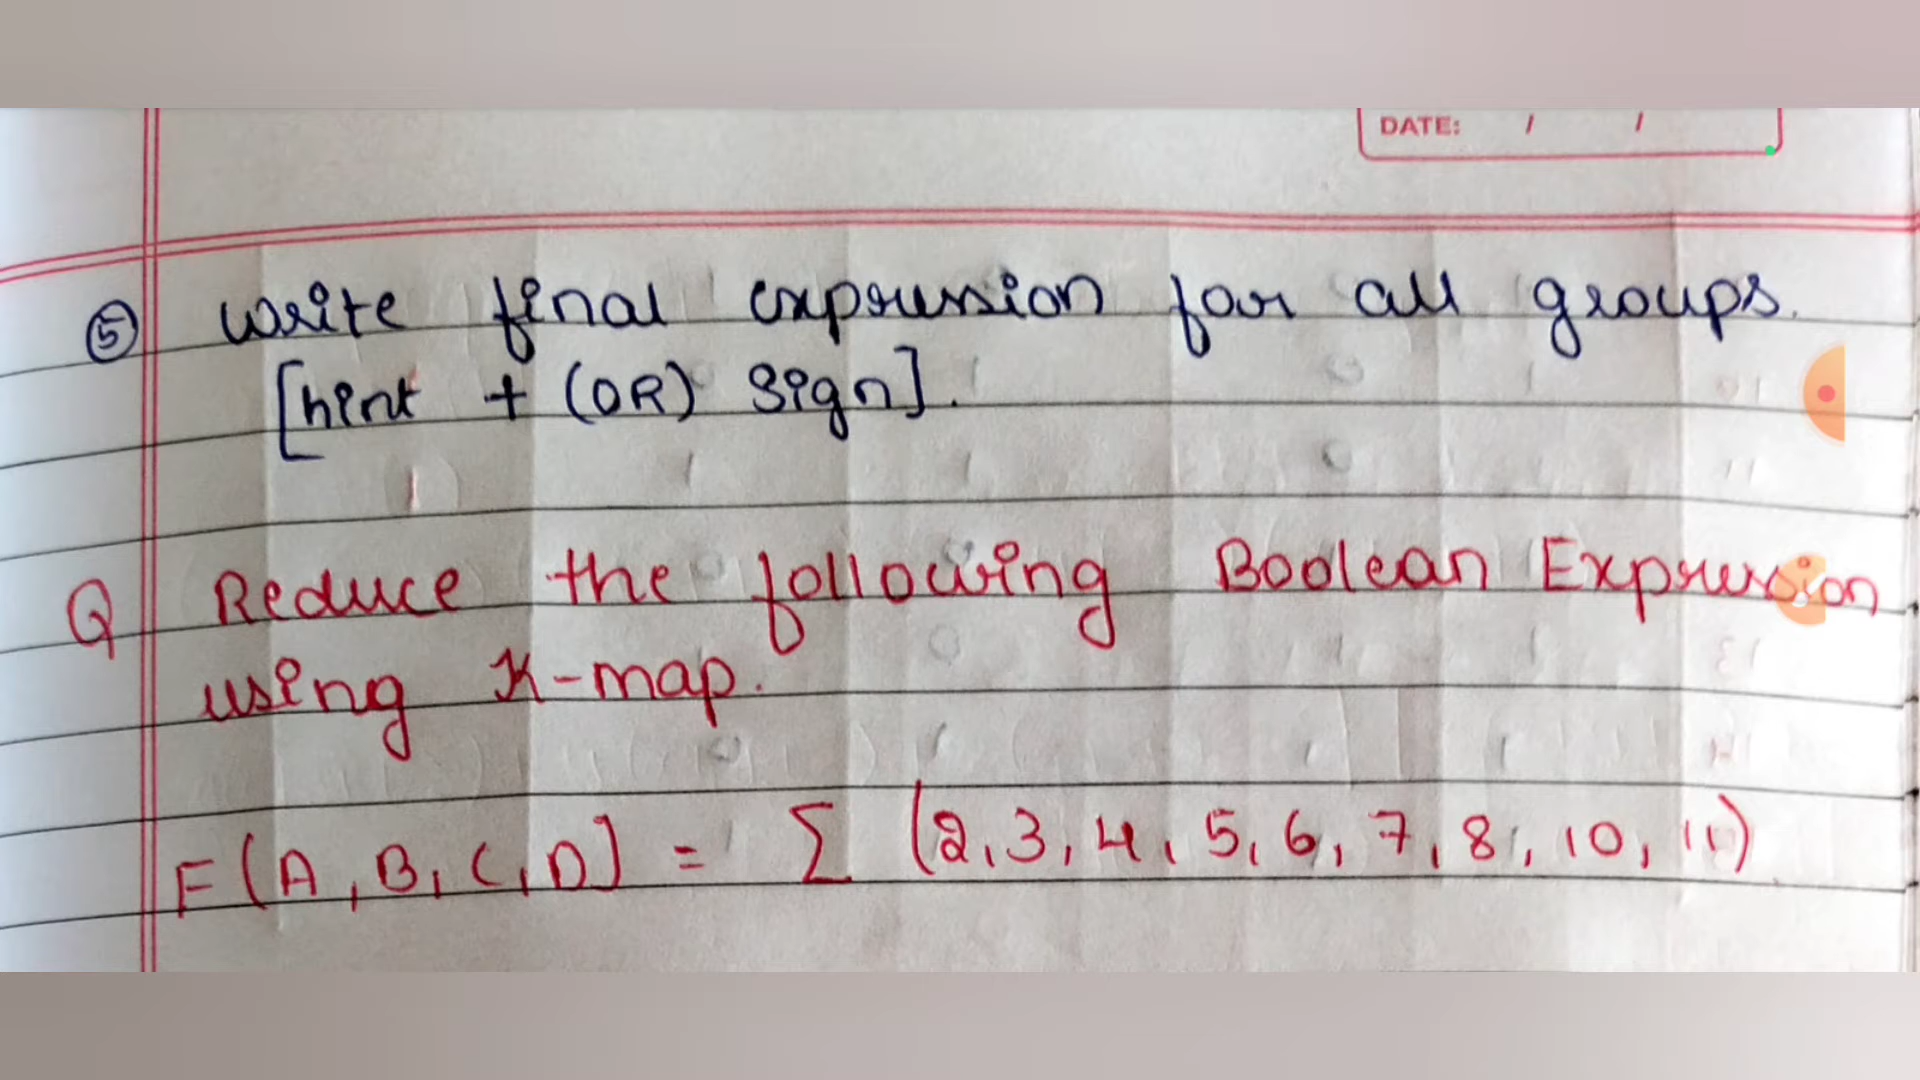 DATE: / /
⑤ Write final expression for all groups.
[hint + (OR) sign].
Q Reduce the following Boolean Expression
using K-map.
F(A, B, C, D) = Σ (2, 3, 4, 5, 6, 7, 8, 10, 11)